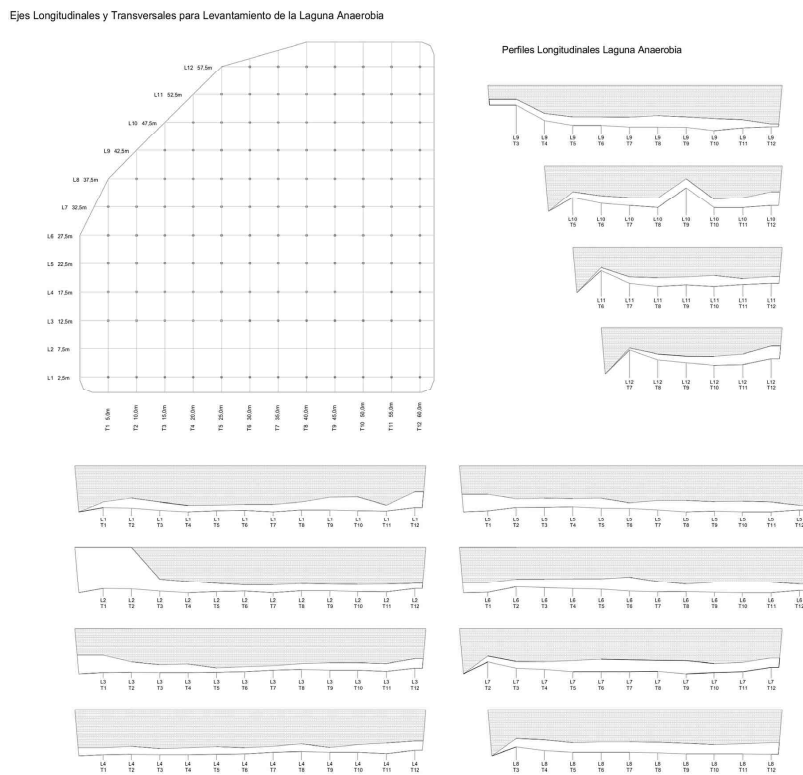 Ejes Longitudinales y Transversales para Levantamiento de la Laguna Anaerobia
Perfiles Longitudinales Laguna Anaerobia
L12 57,5m
L11 52,5m
L10 47,5m
L9 42,5m
L8 37,5m
L7 32,5m
L6 27,5m
L5 22,5m
L4 17,5m
L3 12,5m
L2 7,5m
L1 2,5m
T1 5,0m
T2 10,0m
T3 15,0m
T4 20,0m
T5 25,0m
T6 30,0m
T7 35,0m
T8 40,0m
T9 45,0m
T10 50,0m
T11 55,0m
T12 60,0m
L9 L9 L9 L9 L9 L9 L9 L9 L9 L9
T3 T4 T5 T6 T7 T8 T9 T10 T11 T12
L10 L10 L10 L10 L10 L10 L10 L10
T5 T6 T7 T8 T9 T10 T11 T12
L11 L11 L11 L11 L11 L11 L11
T6 T7 T8 T9 T10 T11 T12
L12 L12 L12 L12 L12 L12
T7 T8 T9 T10 T11 T12
L1 L1 L1 L1 L1 L1 L1 L1 L1 L1 L1 L1
T1 T2 T3 T4 T5 T6 T7 T8 T9 T10 T11 T12
L5 L5 L5 L5 L5 L5 L5 L5 L5 L5 L5 L5
T1 T2 T3 T4 T5 T6 T7 T8 T9 T10 T11 T12
L2 L2 L2 L2 L2 L2 L2 L2 L2 L2 L2 L2
T1 T2 T3 T4 T5 T6 T7 T8 T9 T10 T11 T12
L6 L6 L6 L6 L6 L6 L6 L6 L6 L6 L6 L6
T1 T2 T3 T4 T5 T6 T7 T8 T9 T10 T11 T12
L3 L3 L3 L3 L3 L3 L3 L3 L3 L3 L3 L3
T1 T2 T3 T4 T5 T6 T7 T8 T9 T10 T11 T12
L7 L7 L7 L7 L7 L7 L7 L7 L7 L7 L7
T2 T3 T4 T5 T6 T7 T8 T9 T10 T11 T12
L4 L4 L4 L4 L4 L4 L4 L4 L4 L4 L4 L4
T1 T2 T3 T4 T5 T6 T7 T8 T9 T10 T11 T12
L8 L8 L8 L8 L8 L8 L8 L8 L8 L8
T3 T4 T5 T6 T7 T8 T9 T10 T11 T12